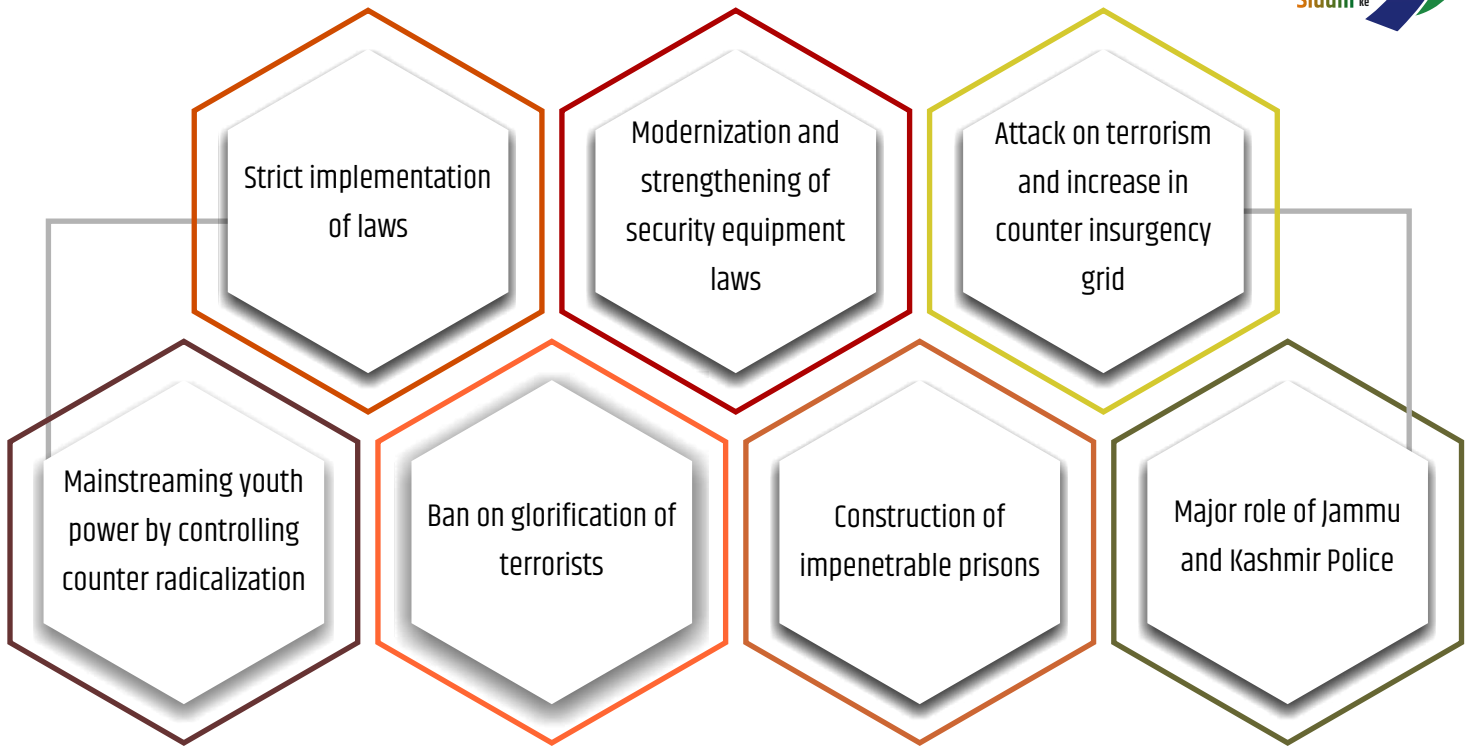 Siddhi ke
Strict implementation
of laws
Modernization and
strengthening of
security equipment
laws
Attack on terrorism
and increase in
counter insurgency
grid
Mainstreaming youth
power by controlling
counter radicalization
Ban on glorification of
terrorists
Construction of
impenetrable prisons
Major role of Jammu
and Kashmir Police